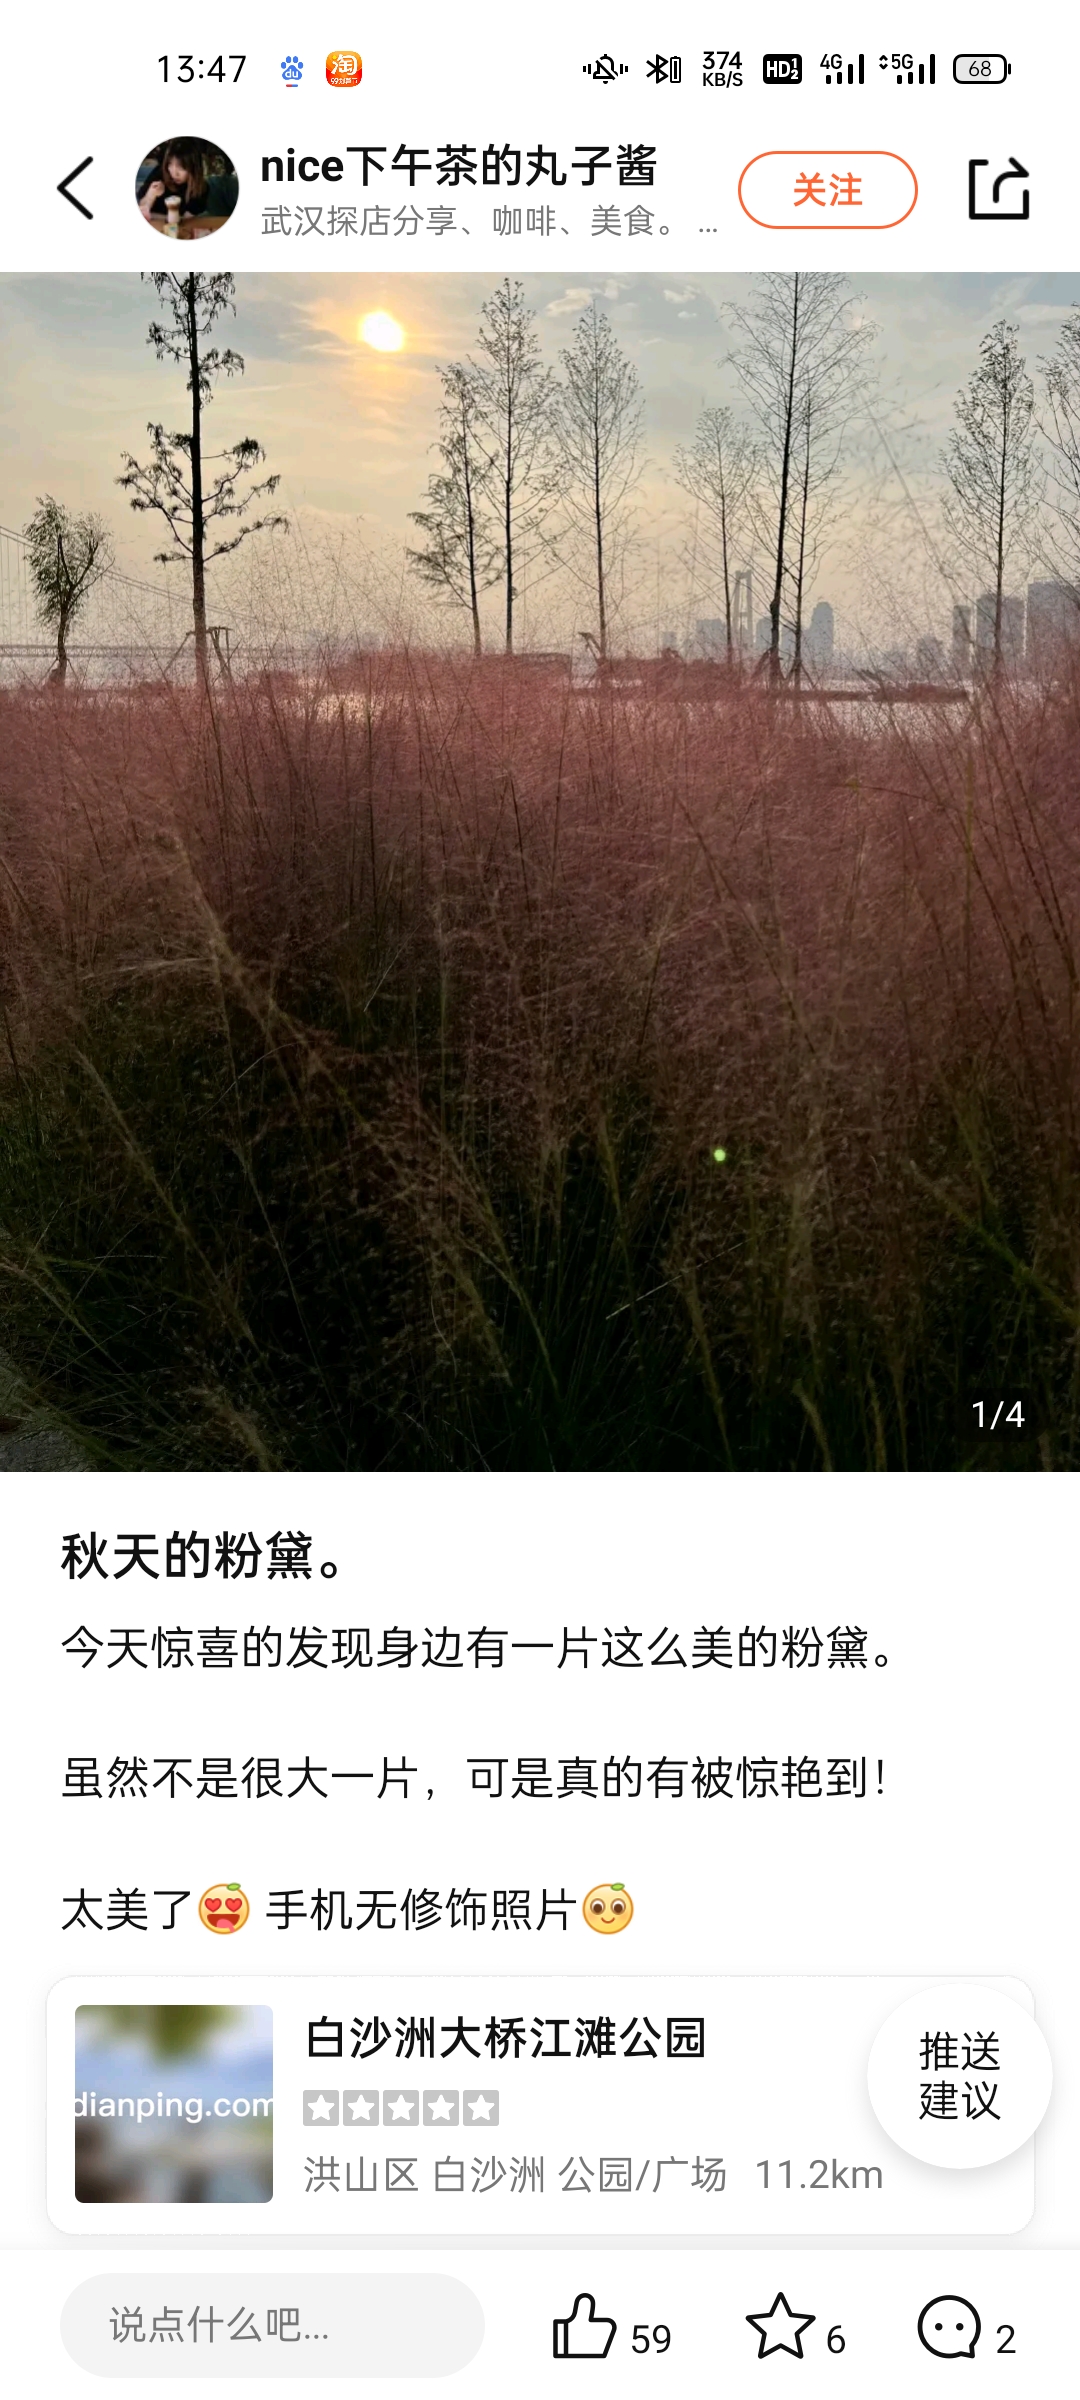 13:47
du
淘
374
KB/S
HD 1 2
4G
5G
68
nice下午茶的丸子酱
武汉探店分享、咖啡、美食。 ...
关注
1/4
秋天的粉黛。
今天惊喜的发现身边有一片这么美的粉黛。
虽然不是很大一片，可是真的有被惊艳到！
太美了 手机无修饰照片
dianping.com
白沙洲大桥江滩公园
洪山区 白沙洲 公园/广场 11.2km
推送
建议
说点什么吧...
59
6
2